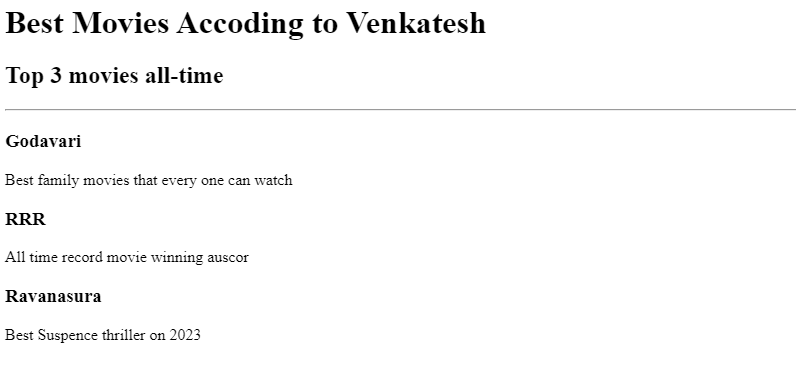 Best Movies Accoding to Venkatesh
Top 3 movies all-time
Godavari
Best family movies that every one can watch
RRR
All time record movie winning auscor
Ravanasura
Best Suspence thriller on 2023